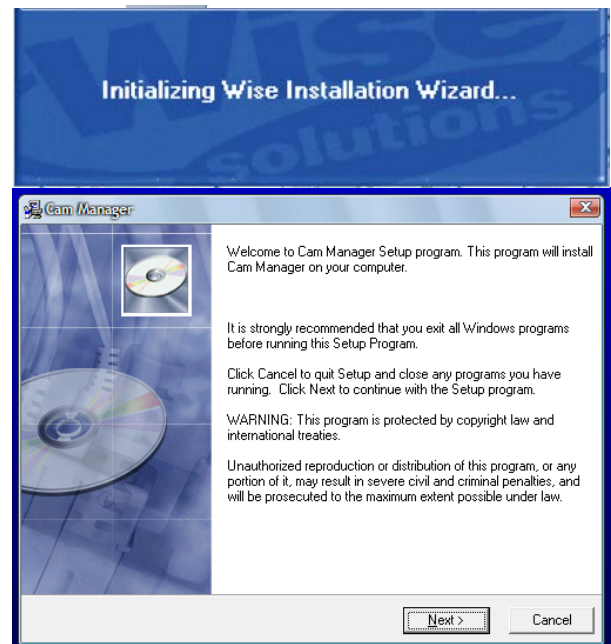 Wise
solutions
Initializing Wise Installation Wizard...
Cam Manager
Welcome to Cam Manager Setup program. This program will install
Cam Manager on your computer.
It is strongly recommended that you exit all Windows programs
before running this Setup Program.
Click Cancel to quit Setup and close any programs you have
running. Click Next to continue with the Setup program.
WARNING: This program is protected by copyright law and
international treaties.
Unauthorized reproduction or distribution of this program, or any
portion of it, may result in severe civil and criminal penalties, and
will be prosecuted to the maximum extent possible under law.
Next > Cancel